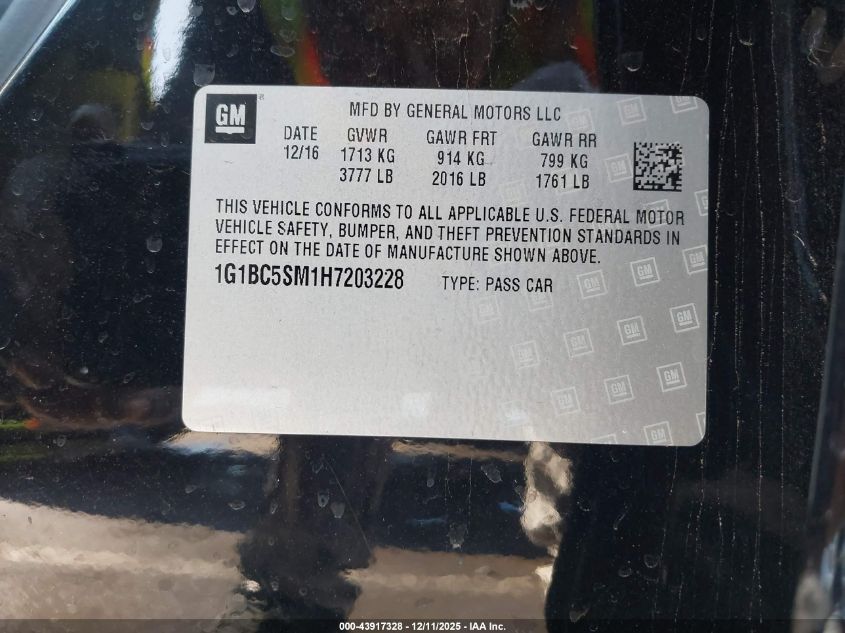 GM
MFD BY GENERAL MOTORS LLC
DATE GVWR GAWR FRT GAWR RR
12/16 1713 KG 914 KG 799 KG
3777 LB 2016 LB 1761 LB
THIS VEHICLE CONFORMS TO ALL APPLICABLE U.S. FEDERAL MOTOR
VEHICLE SAFETY, BUMPER, AND THEFT PREVENTION STANDARDS IN
EFFECT ON THE DATE OF MANUFACTURE SHOWN ABOVE.
1G1BC5SM1H7203228 TYPE: PASS CAR
000-43917328 - 12/11/2025 - IAA Inc.